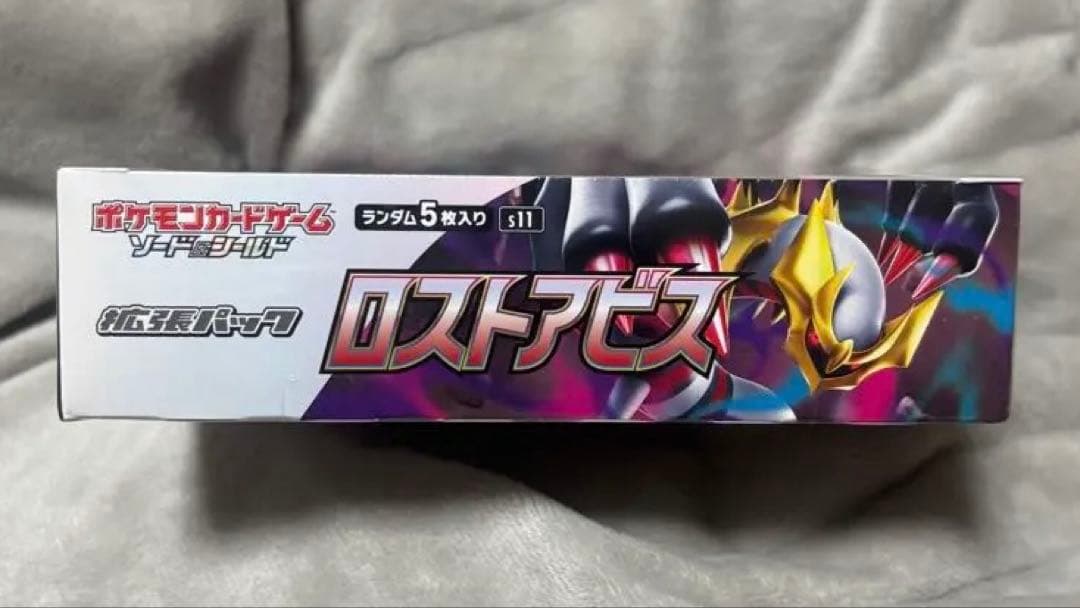 ポケモンカードゲーム
ソード&シールド
ランダム5枚入り s11
拡張パック
ロストアビス